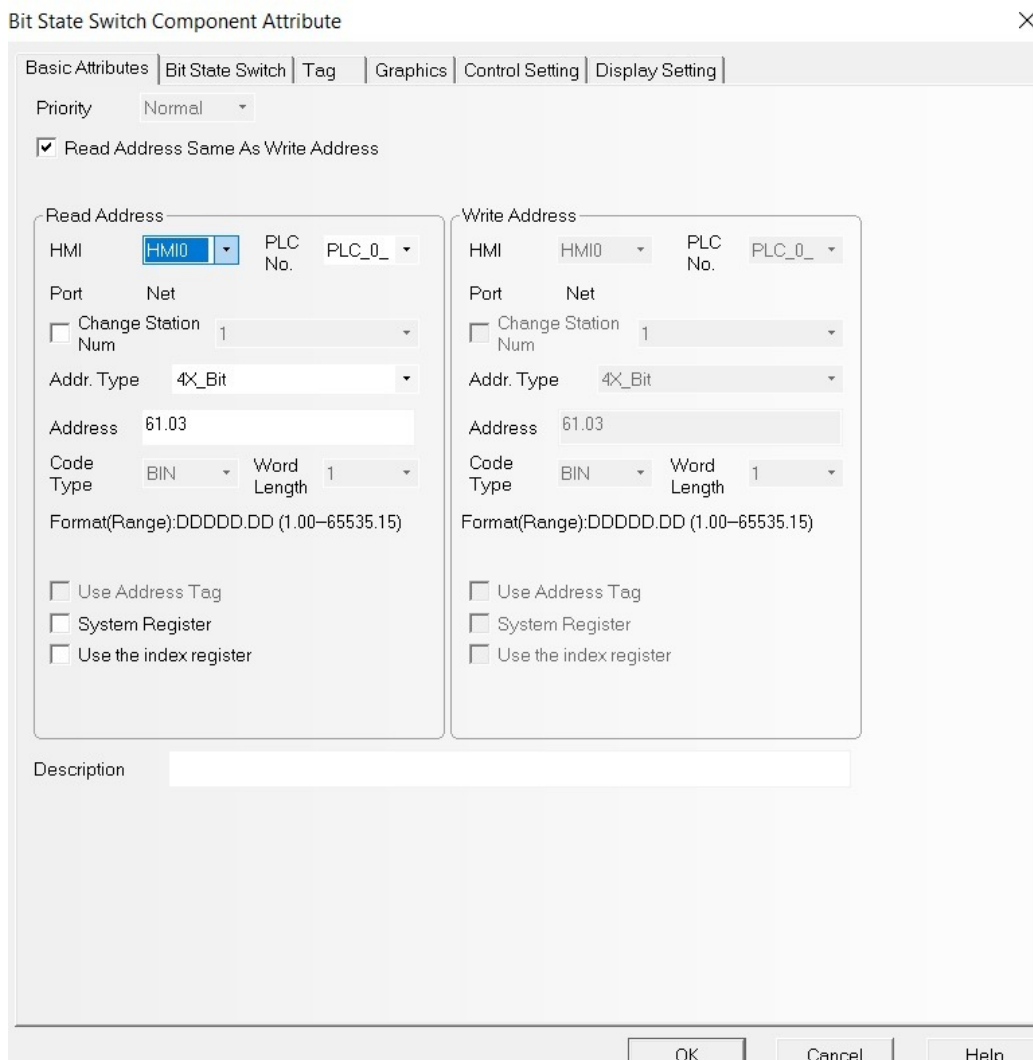 Bit State Switch Component Attribute
Basic Attributes Bit State Switch Tag Graphics Control Setting Display Setting
Priority Normal
Read Address Same As Write Address
Read Address
HMI HMI0 PLC No. PLC_0_
Port Net
Change Station Num 1
Addr. Type 4X_Bit
Address 61.03
Code Type BIN Word Length 1
Format(Range):DDDDD.DD (1.00–65535.15)
Use Address Tag
System Register
Use the index register
Write Address
HMI HMI0 PLC No. PLC_0_
Port Net
Change Station Num 1
Addr. Type 4X_Bit
Address 61.03
Code Type BIN Word Length 1
Format(Range):DDDDD.DD (1.00–65535.15)
Use Address Tag
System Register
Use the index register
Description
OK Cancel Help